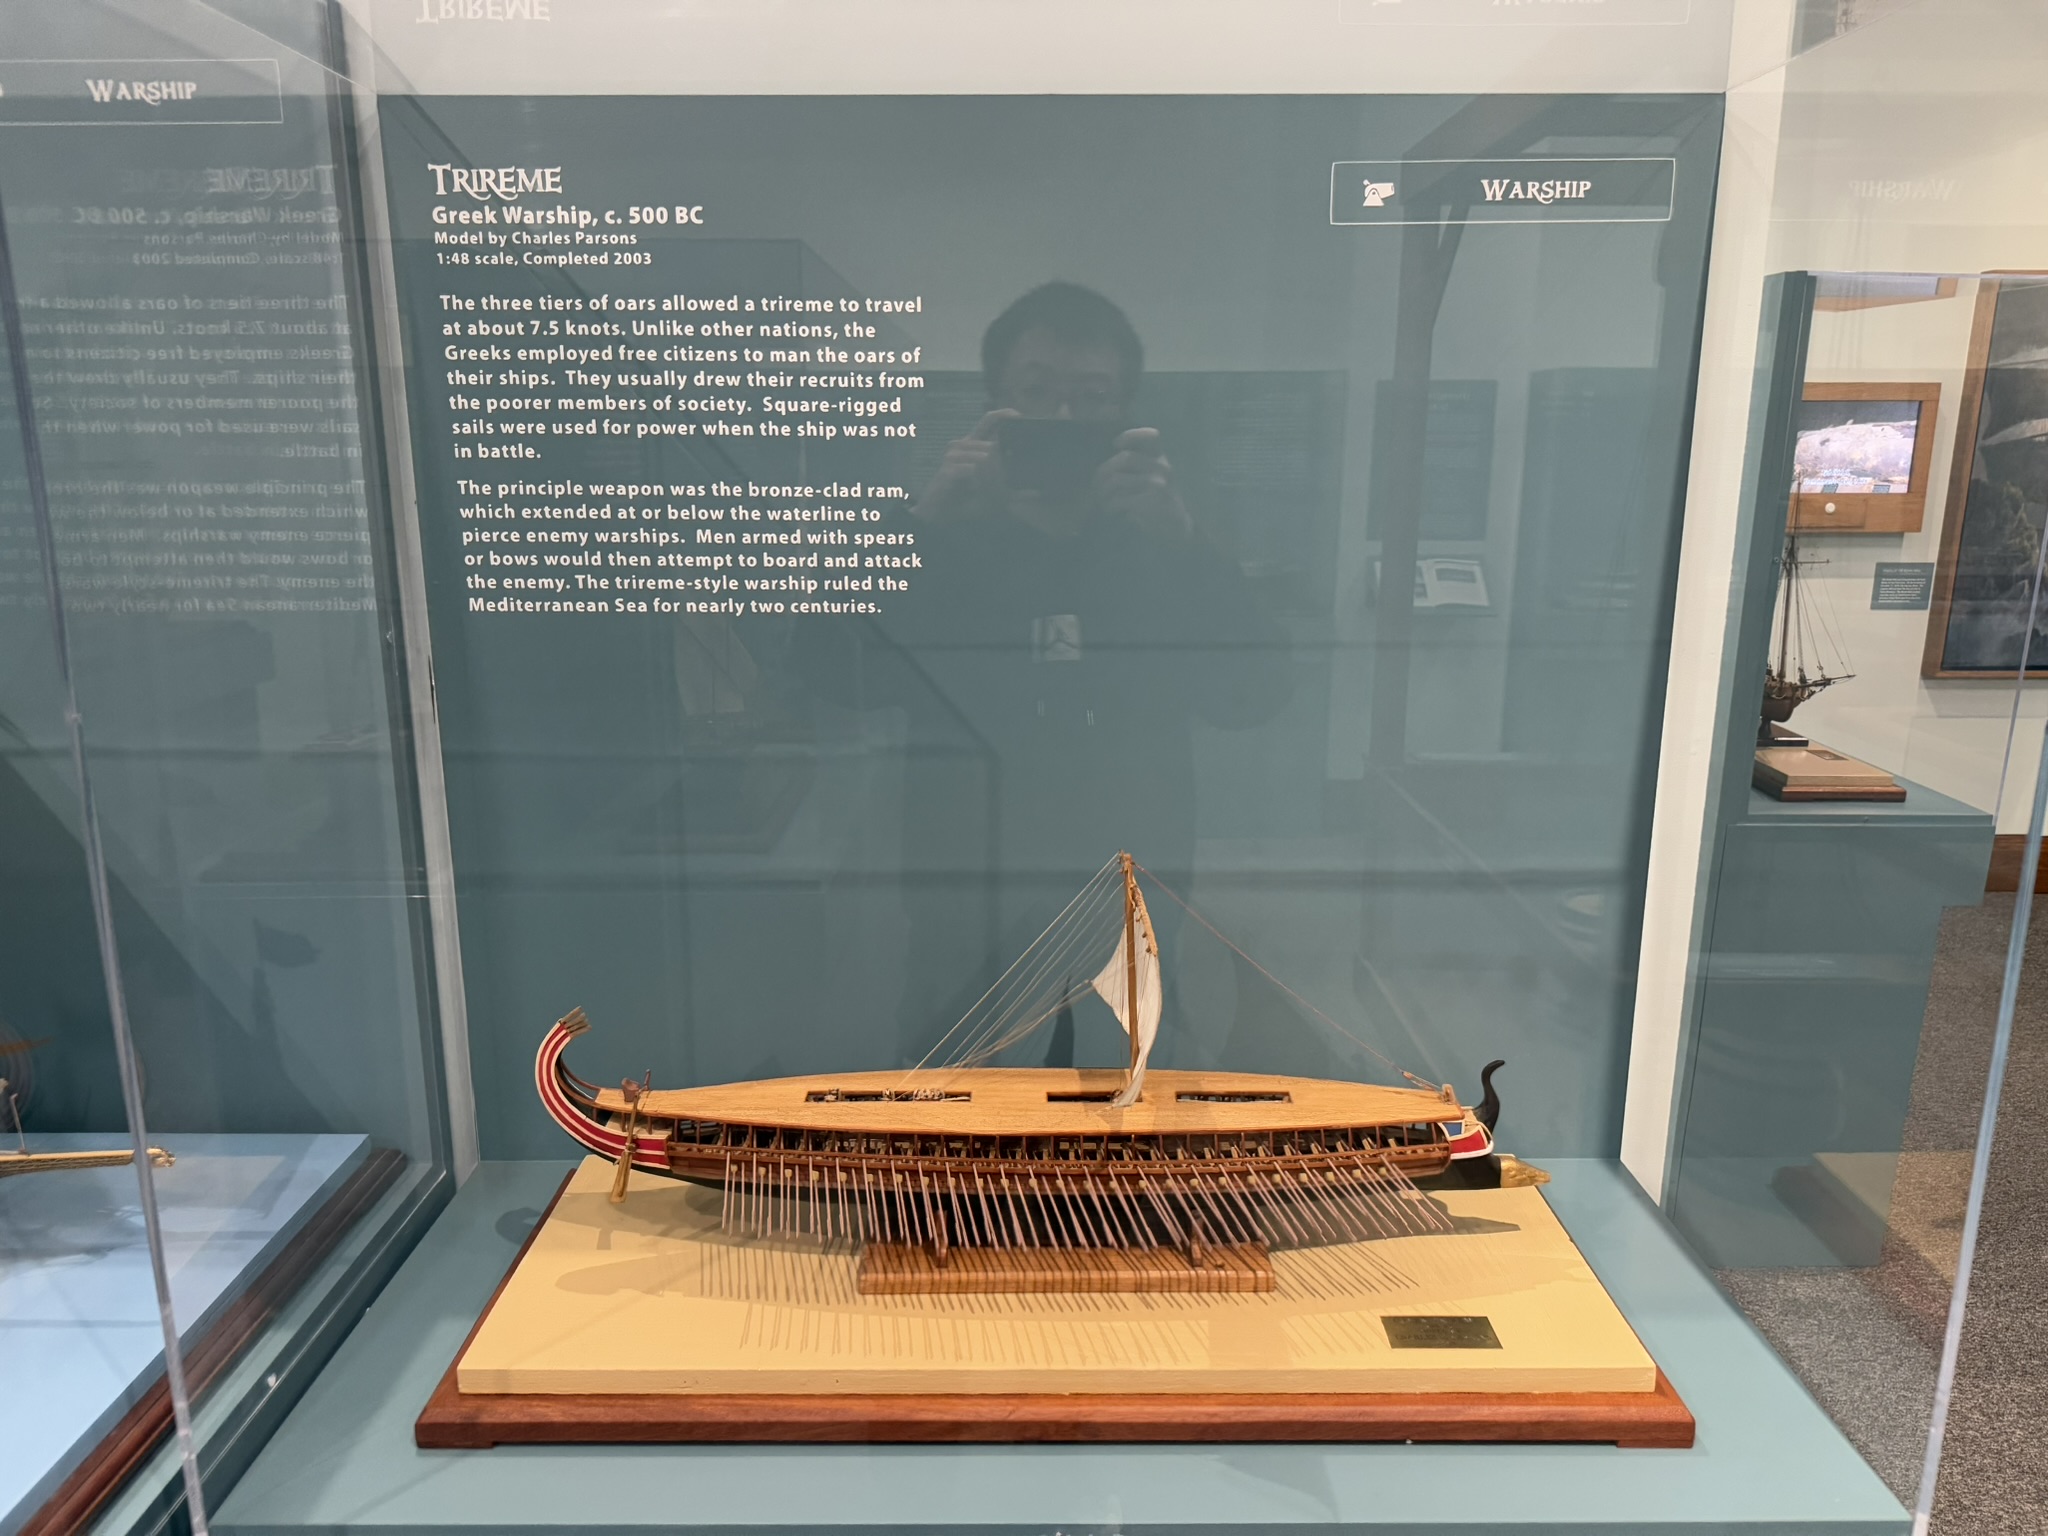 Trireme
Warship
Warship
Trireme
Greek Warship, c. 500 BC
Model by Charles Parsons
1:48 scale, Completed 2003
The three tiers of oars allowed a trireme to travel
at about 7.5 knots. Unlike other nations, the
Greeks employed free citizens to man the oars of
their ships.  They usually drew their recruits from
the poorer members of society.  Square-rigged
sails were used for power when the ship was not
in battle.
The principle weapon was the bronze-clad ram,
which extended at or below the waterline to
pierce enemy warships.  Men armed with spears
or bows would then attempt to board and attack
the enemy. The trireme-style warship ruled the
Mediterranean Sea for nearly two centuries.
Warship